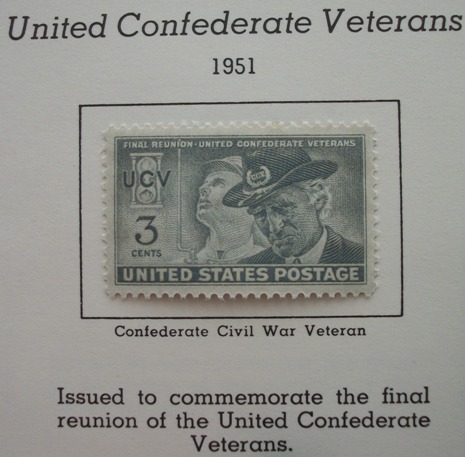 United Confederate Veterans
1951
FINAL REUNION · UNITED CONFEDERATE VETERANS
UCV
3
CENTS
UNITED STATES POSTAGE
Confederate Civil War Veteran
Issued to commemorate the final
reunion of the United Confederate
Veterans.